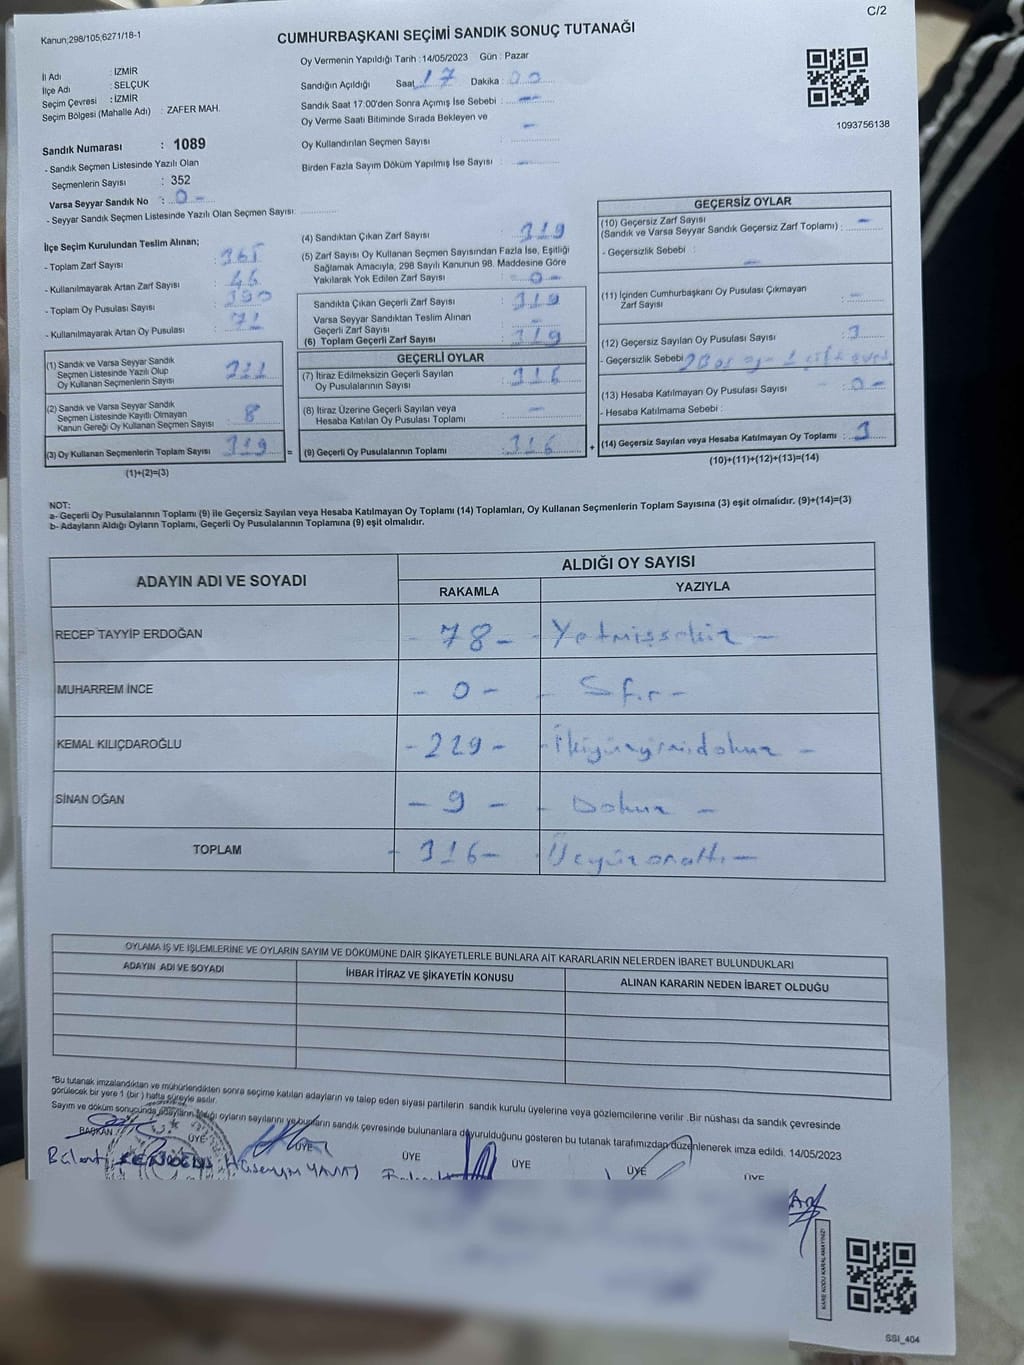 C/2
Kanun;298/105,6271/18-1
CUMHURBAŞKANI SEÇİMİ SANDIK SONUÇ TUTANAĞI
Oy Vermenin Yapıldığı Tarih :14/05/2023 Gün : Pazar
İl Adı : İZMİR
İlçe Adı : SELÇUK
Seçim Çevresi : İZMİR
Seçim Bölgesi (Mahalle Adı) : ZAFER MAH.
Sandığın Açıldığı Saat 17 Dakika : 00
Sandık Saat 17:00'den Sonra Açımış İse Sebebi : -
Oy Verme Saati Bitiminde Sırada Bekleyen ve
Oy Kullandırılan Seçmen Sayısı : -
Birden Fazla Sayım Döküm Yapılmış İse Sayısı : -
1093756138
Sandık Numarası : 1089
- Sandık Seçmen Listesinde Yazılı Olan
Seçmenlerin Sayısı : 352
Varsa Seyyar Sandık No : 0 -
- Seyyar Sandık Seçmen Listesinde Yazılı Olan Seçmen Sayısı:
İlçe Seçim Kurulundan Teslim Alınan;
- Toplam Zarf Sayısı : 365
- Kullanılmayarak Artan Zarf Sayısı : 46
- Toplam Oy Pusulası Sayısı : 390
- Kullanılmayarak Artan Oy Pusulası : 71
(1) Sandık ve Varsa Seyyar Sandık
Seçmen Listesinde Yazılı Olup
Oy Kullanan Seçmenlerin Sayısı : 311
(2) Sandık ve Varsa Seyyar Sandık
Seçmen Listesinde Kayıtlı Olmayan
Kanun Gereği Oy Kullanan Seçmen Sayısı : 8
(3) Oy Kullanan Seçmenlerin Toplam Sayısı : 319 =
(1)+(2)=(3)
(4) Sandıktan Çıkan Zarf Sayısı : 319
(5) Zarf Sayısı Oy Kullanan Seçmen Sayısından Fazla İse, Eşitliği
Sağlamak Amacıyla, 298 Sayılı Kanunun 98. Maddesine Göre
Yakılarak Yok Edilen Zarf Sayısı : -0-
Sandıkta Çıkan Geçerli Zarf Sayısı : 319
Varsa Seyyar Sandıktan Teslim Alınan
Geçerli Zarf Sayısı : -
(6) Toplam Geçerli Zarf Sayısı : 319
GEÇERLİ OYLAR
(7) İtiraz Edilmeksizin Geçerli Sayılan
Oy Pusulalarının Sayısı : 316
(8) İtiraz Üzerine Geçerli Sayılan veya
Hesaba Katılan Oy Pusulası Toplamı : -
(9) Geçerli Oy Pusulalarının Toplamı : 316 +
GEÇERSİZ OYLAR
(10) Geçersiz Zarf Sayısı
(Sandık ve Varsa Seyyar Sandık Geçersiz Zarf Toplamı) : -
- Geçersizlik Sebebi : -
(11) İçinden Cumhurbaşkanı Oy Pusulası Çıkmayan
Zarf Sayısı : -
(12) Geçersiz Sayılan Oy Pusulası Sayısı : 3
- Geçersizlik Sebebi : 2 Boş oy - 1 çift
(13) Hesaba Katılmayan Oy Pusulası Sayısı : 0 -
- Hesaba Katılmama Sebebi :
(14) Geçersiz Sayılan veya Hesaba Katılmayan Oy Toplamı : 3
(10)+(11)+(12)+(13)=(14)
NOT:
a- Geçerli Oy Pusulalarının Toplamı (9) ile Geçersiz Sayılan veya Hesaba Katılmayan Oy Toplamı (14) Toplamları, Oy Kullanan Seçmenlerin Toplam Sayısına (3) eşit olmalıdır. (9)+(14)=(3)
b- Adayların Aldığı Oyların Toplamı, Geçerli Oy Pusulalarının Toplamına (9) eşit olmalıdır.
ADAYIN ADI VE SOYADI
ALDIĞI OY SAYISI
RAKAMLA YAZIYLA
RECEP TAYYİP ERDOĞAN - 78 - - Yetmişsekiz -
MUHARREM İNCE - 0 - - Sıfır -
KEMAL KILIÇDAROĞLU - 229 - - İkiyüzyirmidokuz -
SİNAN OĞAN - 9 - - Dokuz -
TOPLAM - 316 - - Üçyüzonaltı -
OYLAMA İŞ VE İŞLEMLERİNE VE OYLARIN SAYIM VE DÖKÜMÜNE DAİR ŞİKAYETLERLE BUNLARA AİT KARARLARIN NELERDEN İBARET BULUNDUKLARI
ADAYIN ADI VE SOYADI İHBAR İTİRAZ VE ŞİKAYETİN KONUSU ALINAN KARARIN NEDEN İBARET OLDUĞU
*Bu tutanak imzalandıktan ve mühürlendikten sonra seçime katılan adayların ve talep eden siyasi partilerin sandık kurulu üyelerine veya gözlemcilerine verilir .Bir nüshası da sandık çevresinde
görülecek bir yere 1 (bir ) hafta süreyle asılır.
Sayım ve döküm sonucunda adayların aldığı oyların sayılarını ve bunların sandık çevresinde bulunanlara duyurulduğunu gösteren bu tutanak tarafımızdan düzenlenerek imza edildi. 14/05/2023
BAŞKAN ÜYE ÜYE ÜYE ÜYE ÜYE ÜYE
Bülent Hüseyin YAVAŞ
KARE KODU KARALAMAYINIZ!
SSI_404